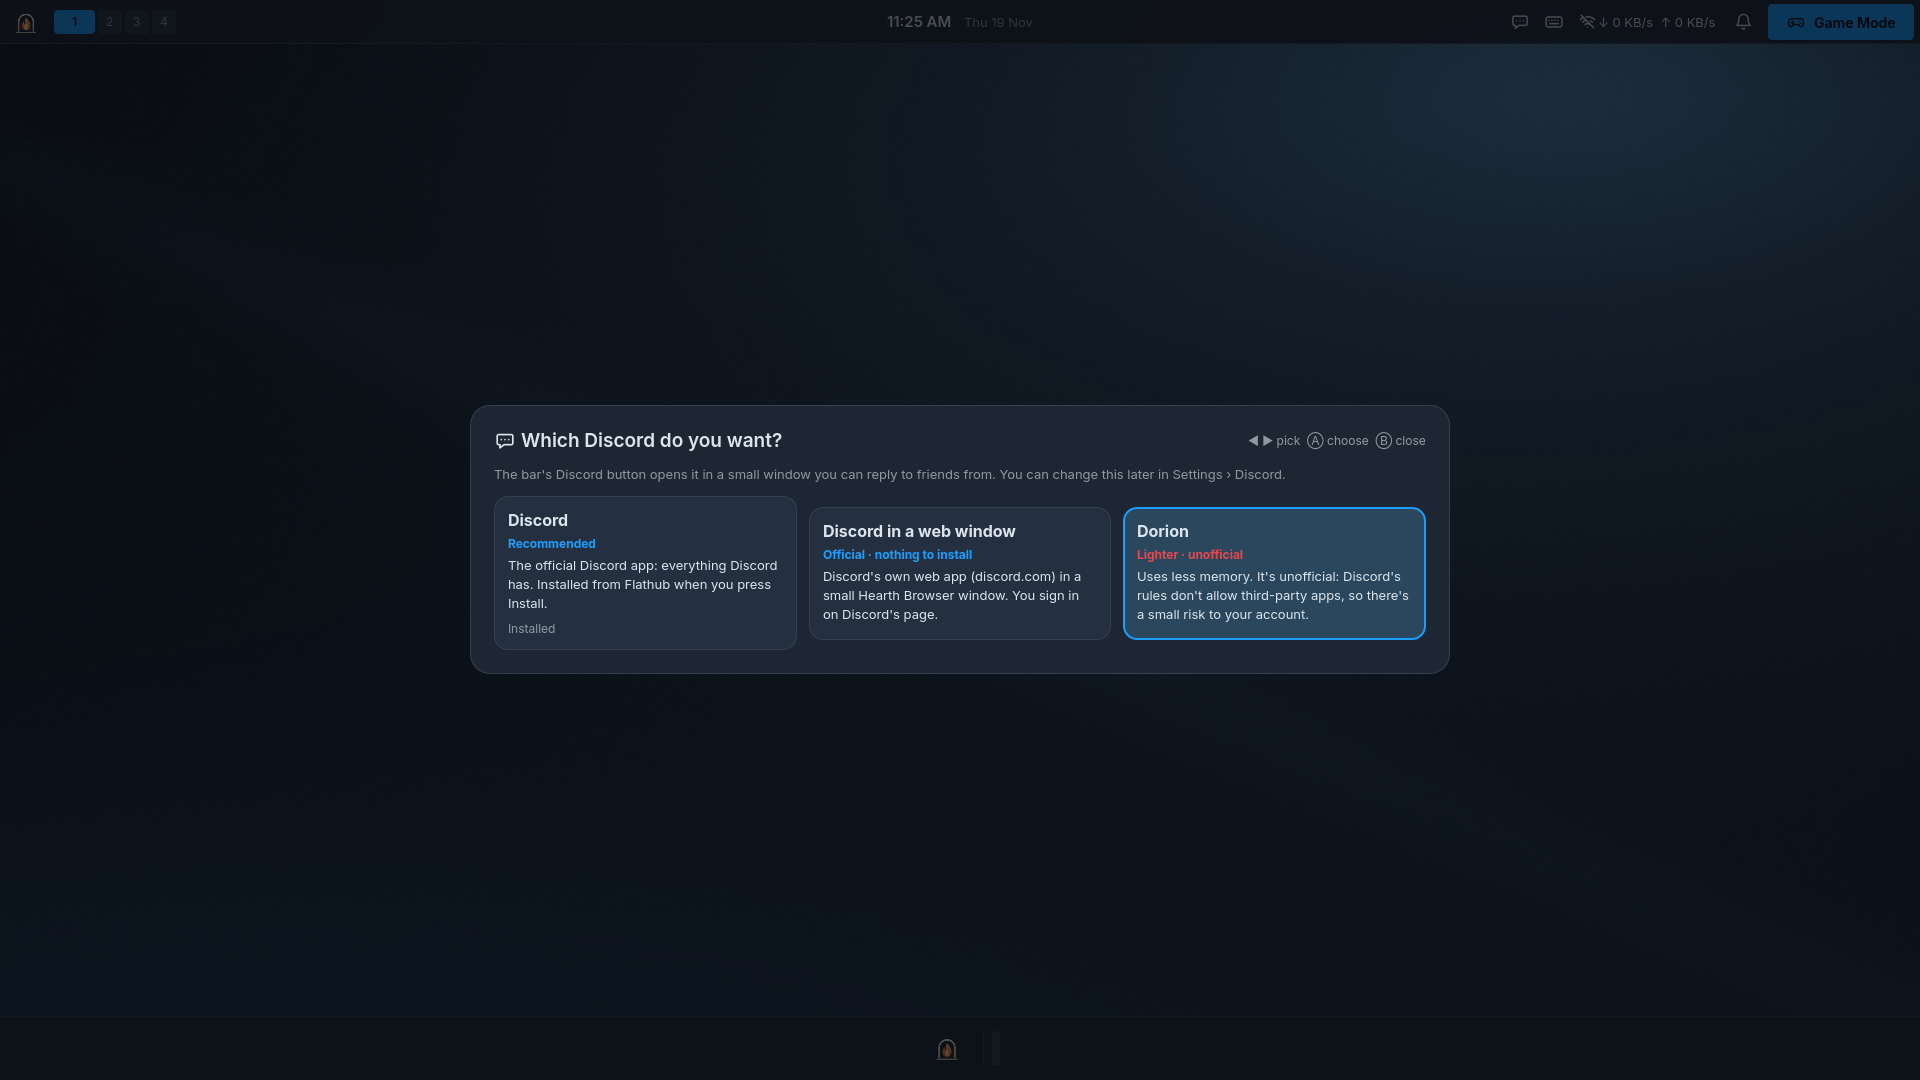 1 2 3 4
11:25 AM Thu 19 Nov
↓ 0 KB/s ↑ 0 KB/s
Game Mode
Which Discord do you want?
◀ ▶ pick A choose B close
The bar's Discord button opens it in a small window you can reply to friends from. You can change this later in Settings › Discord.
Discord
Recommended
The official Discord app: everything Discord
has. Installed from Flathub when you press
Install.
Installed
Discord in a web window
Official · nothing to install
Discord's own web app (discord.com) in a
small Hearth Browser window. You sign in
on Discord's page.
Dorion
Lighter · unofficial
Uses less memory. It's unofficial: Discord's
rules don't allow third-party apps, so there's
a small risk to your account.